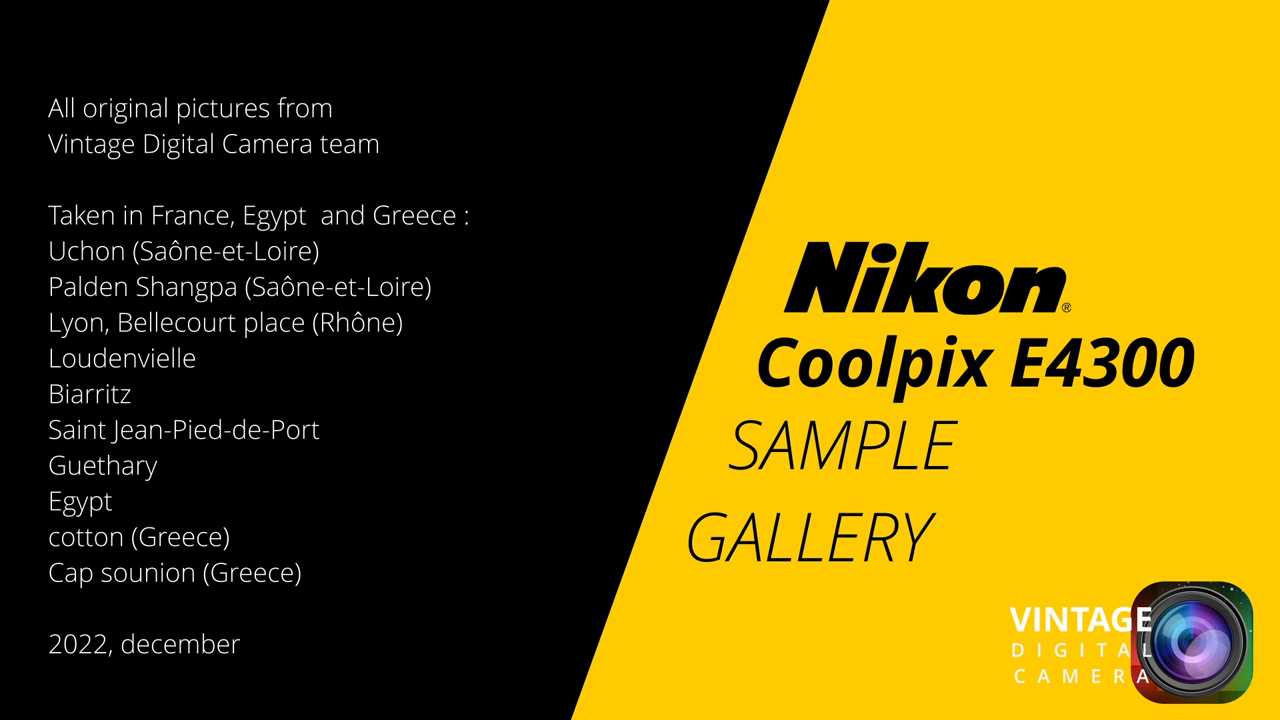 All original pictures from
Vintage Digital Camera team
Taken in France, Egypt  and Greece :
Uchon (Saône-et-Loire)
Palden Shangpa (Saône-et-Loire)
Lyon, Bellecourt place (Rhône)
Loudenvielle
Biarritz
Saint Jean-Pied-de-Port
Guethary
Egypt
cotton (Greece)
Cap sounion (Greece)
2022, december
Nikon®
Coolpix E4300
SAMPLE
GALLERY
VINTAGE
DIGITAL
CAMERA